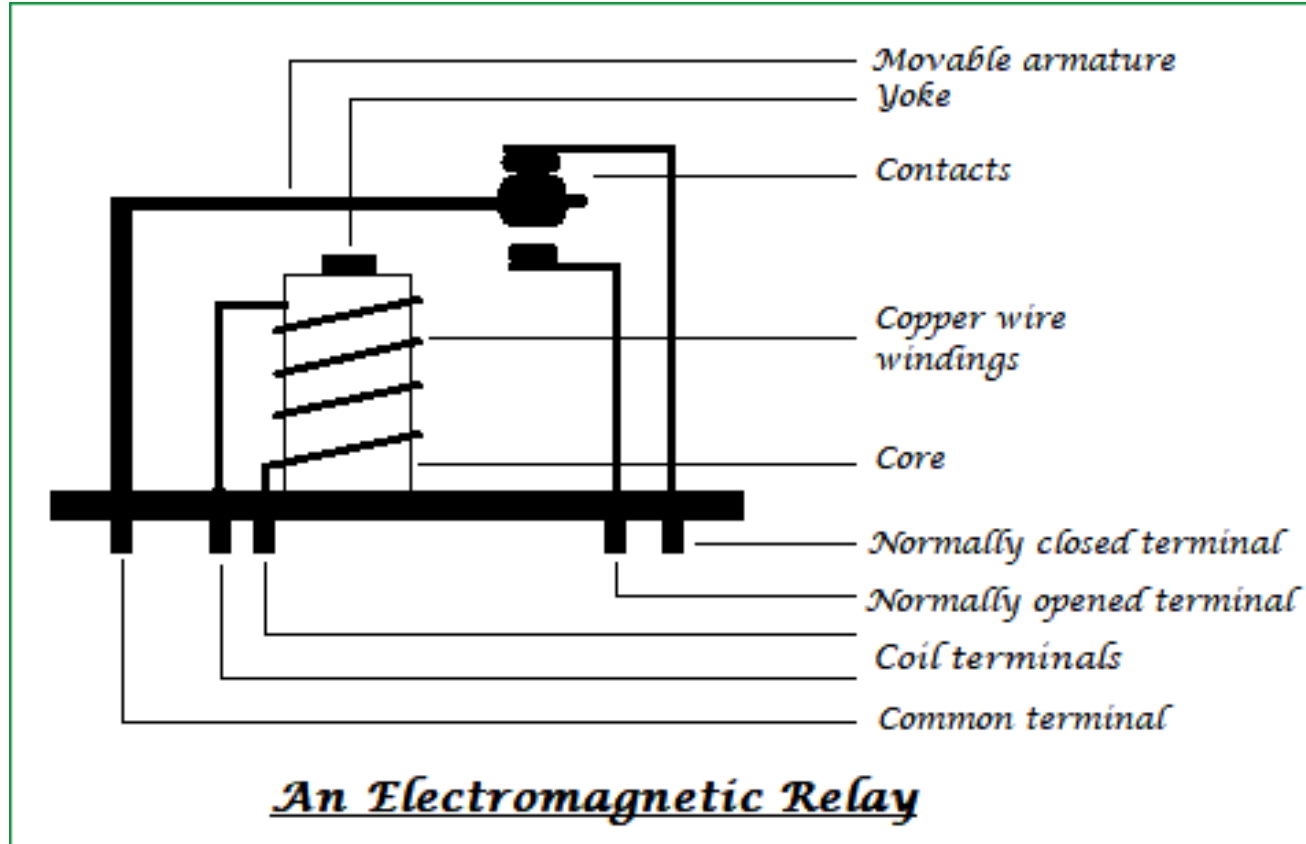 Movable armature
Yoke
Contacts
Copper wire
windings
Core
Normally closed terminal
Normally opened terminal
Coil terminals
Common terminal
An Electromagnetic Relay